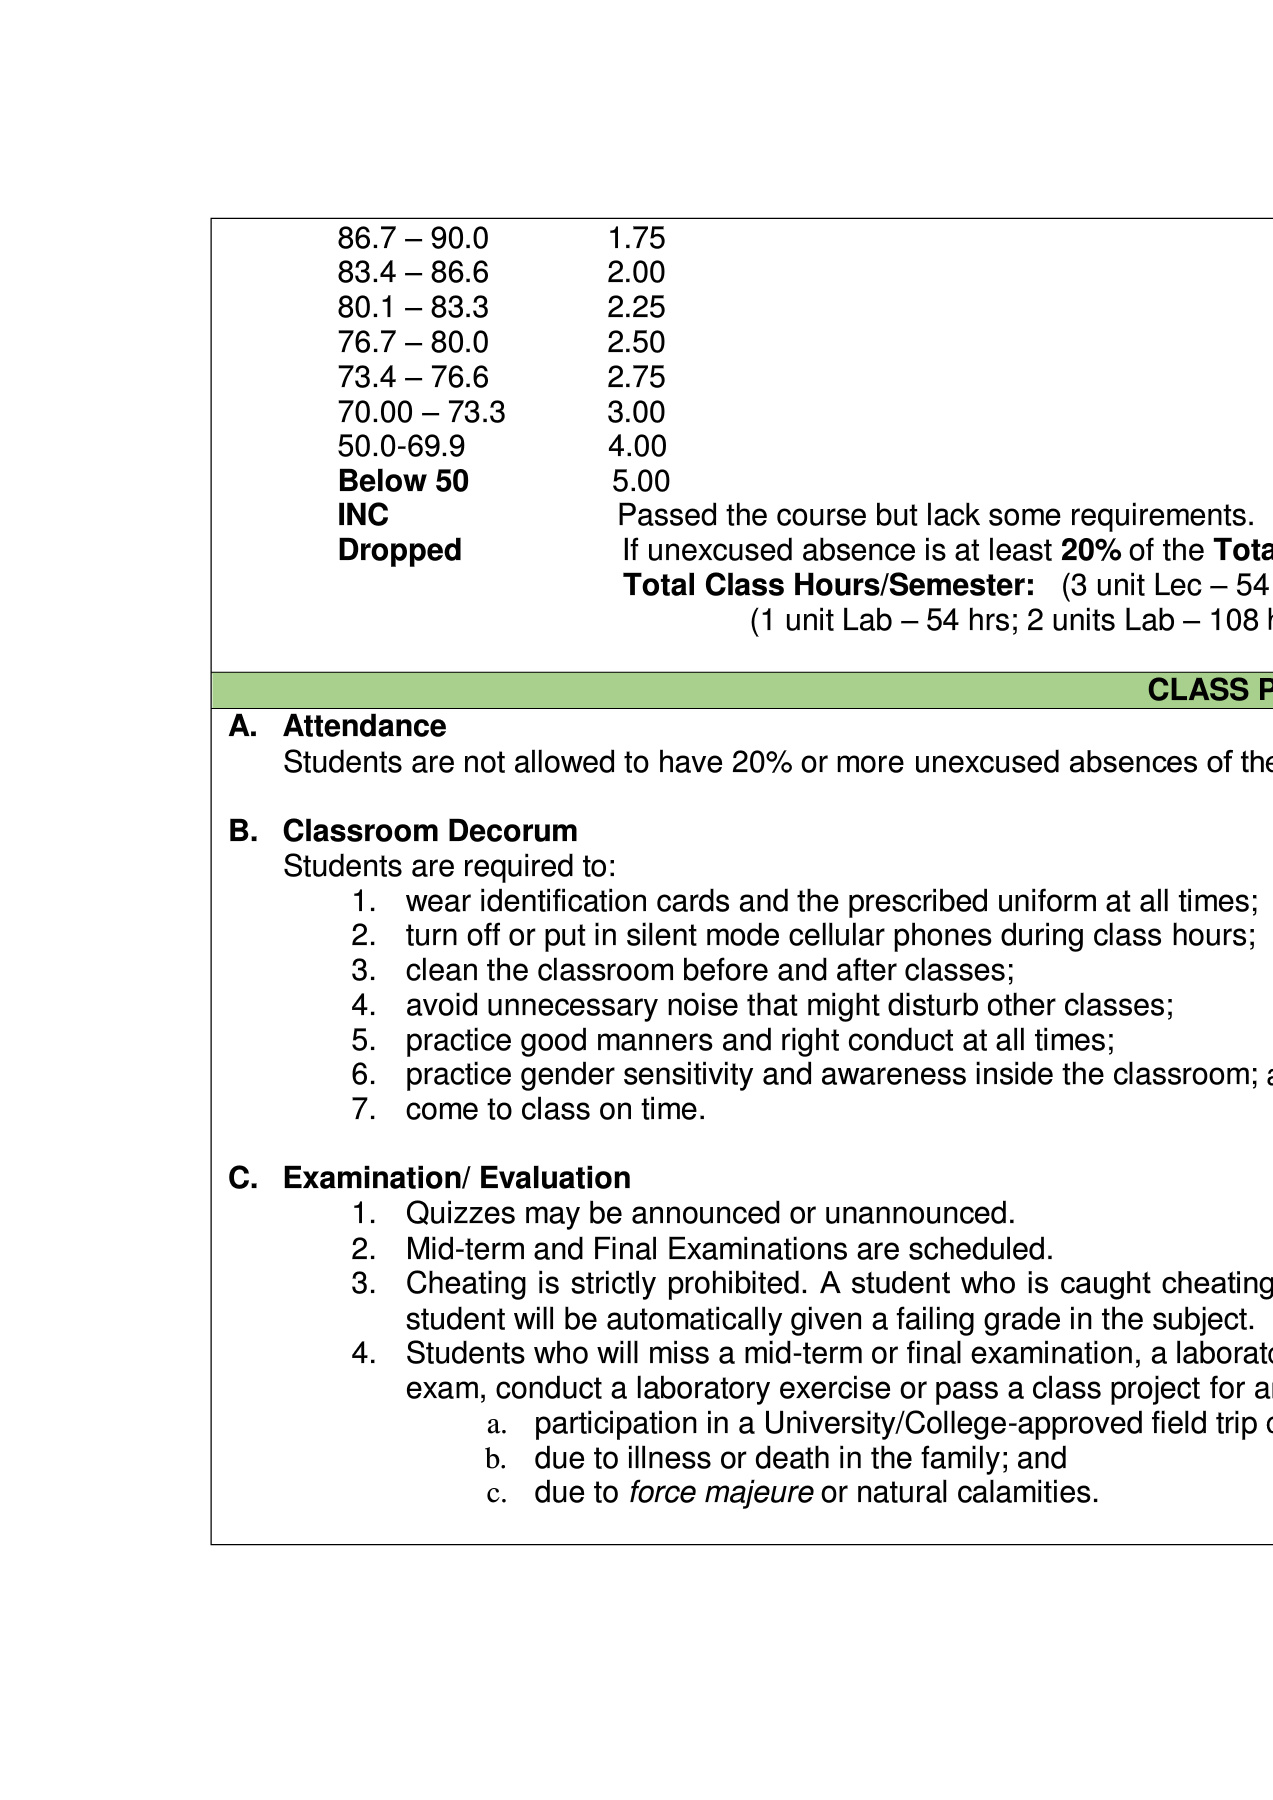 86.7 – 90.0 1.75
83.4 – 86.6 2.00
80.1 – 83.3 2.25
76.7 – 80.0 2.50
73.4 – 76.6 2.75
70.00 – 73.3 3.00
50.0-69.9 4.00
Below 50 5.00
INC Passed the course but lack some requirements.
Dropped If unexcused absence is at least 20% of the
Total Class Hours/Semester: (3 unit Lec – 54
(1 unit Lab – 54 hrs; 2 units Lab – 108
CLASS
A. Attendance
Students are not allowed to have 20% or more unexcused absences of the
B. Classroom Decorum
Students are required to:
1. wear identification cards and the prescribed uniform at all times;
2. turn off or put in silent mode cellular phones during class hours;
3. clean the classroom before and after classes;
4. avoid unnecessary noise that might disturb other classes;
5. practice good manners and right conduct at all times;
6. practice gender sensitivity and awareness inside the classroom;
7. come to class on time.
C. Examination/ Evaluation
1. Quizzes may be announced or unannounced.
2. Mid-term and Final Examinations are scheduled.
3. Cheating is strictly prohibited. A student who is caught cheating
student will be automatically given a failing grade in the subject.
4. Students who will miss a mid-term or final examination, a
exam, conduct a laboratory exercise or pass a class project for
a. participation in a University/College-approved field trip
b. due to illness or death in the family; and
c. due to force majeure or natural calamities.